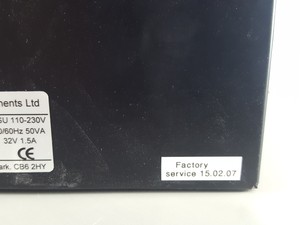 ments Ltd
SU 110-230V
0/60Hz 50VA
32V 1.5A
CE
ark. CB6 2HY
Factory
service 15.02.07